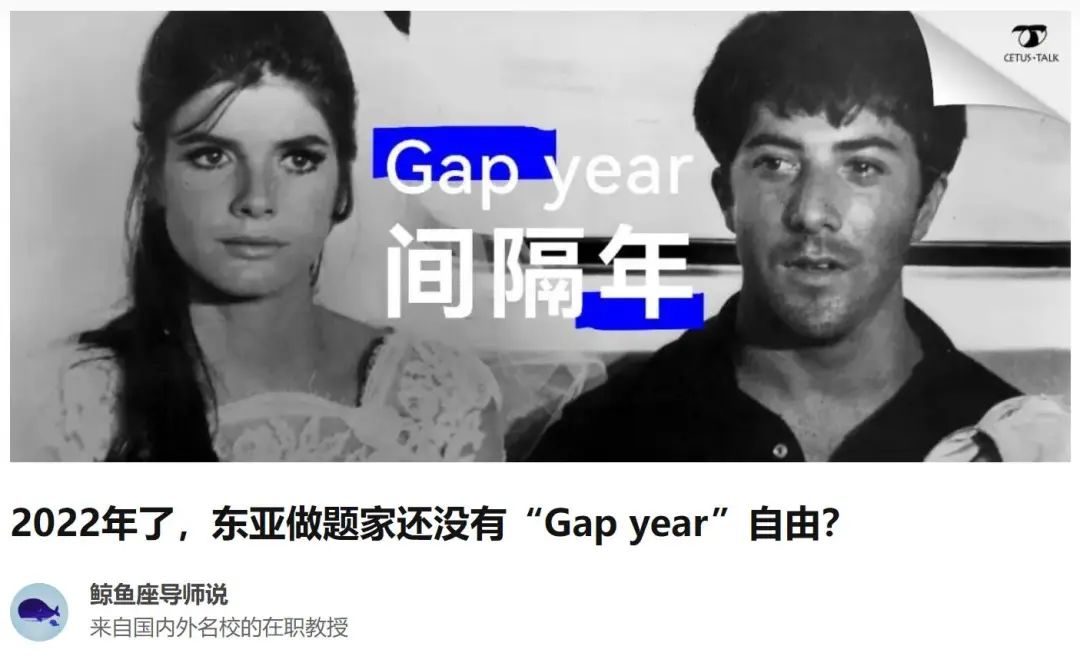 CETUS·TALK
Gap year
间隔年
2022年了，东亚做题家还没有“Gap year”自由？
鲸鱼座导师说
来自国内外名校的在职教授